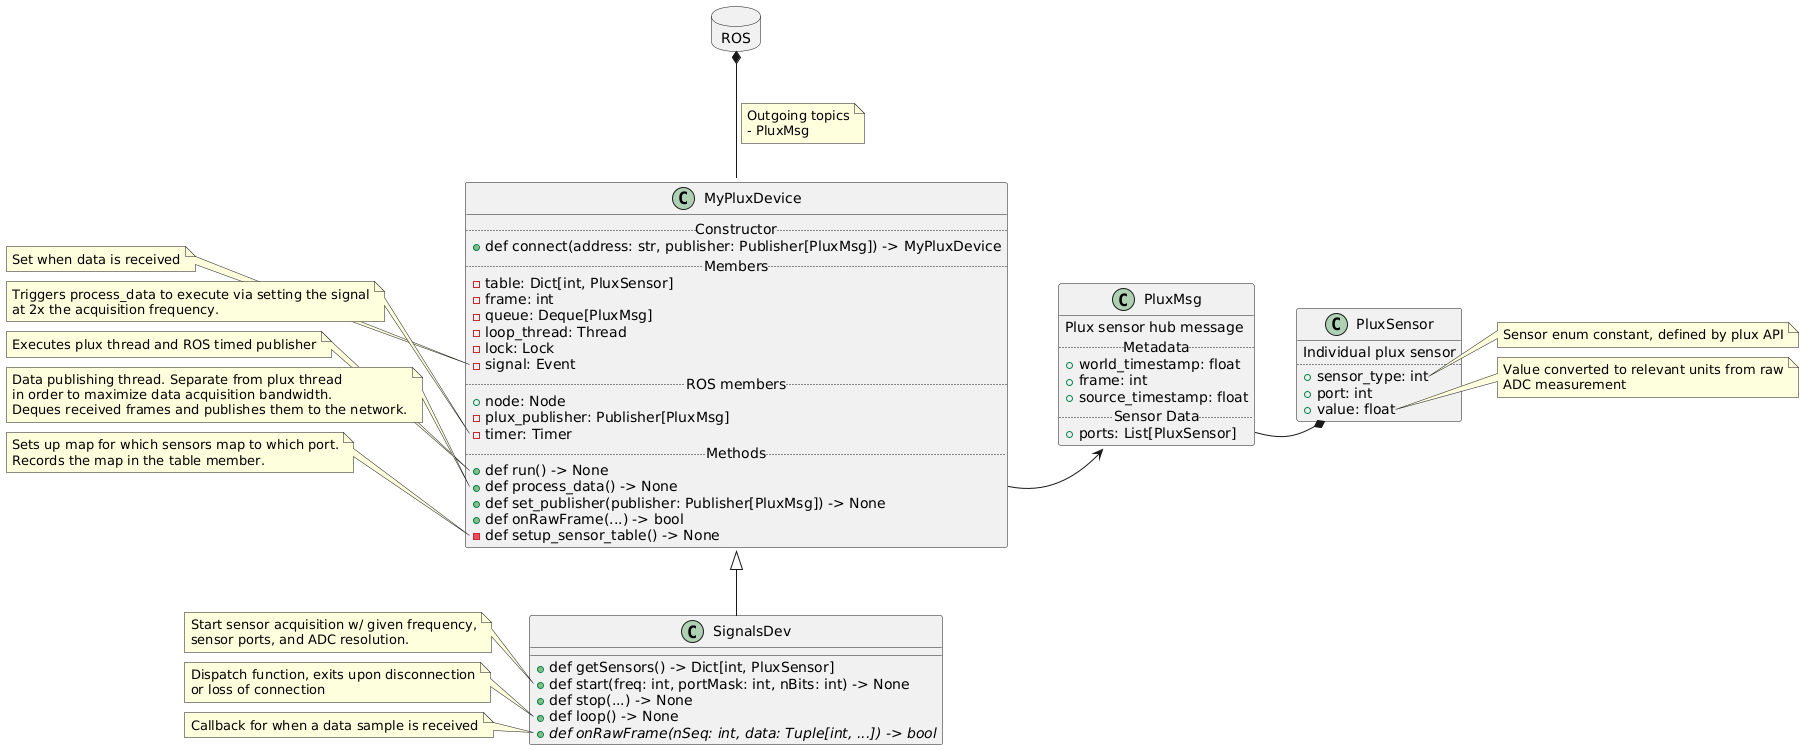 ROS
Outgoing topics
- PluxMsg
C MyPluxDevice
Constructor
def connect(address: str, publisher: Publisher[PluxMsg]) -> MyPluxDevice
Members
table: Dict[int, PluxSensor]
frame: int
queue: Deque[PluxMsg]
loop_thread: Thread
lock: Lock
signal: Event
ROS members
node: Node
plux_publisher: Publisher[PluxMsg]
timer: Timer
Methods
def run() -> None
def process_data() -> None
def set_publisher(publisher: Publisher[PluxMsg]) -> None
def onRawFrame(...) -> bool
def setup_sensor_table() -> None
Set when data is received
Triggers process_data to execute via setting the signal
at 2x the acquisition frequency.
Executes plux thread and ROS timed publisher
Data publishing thread. Separate from plux thread
in order to maximize data acquisition bandwidth.
Deques received frames and publishes them to the network.
Sets up map for which sensors map to which port.
Records the map in the table member.
C PluxMsg
Plux sensor hub message
Metadata
world_timestamp: float
frame: int
source_timestamp: float
Sensor Data
ports: List[PluxSensor]
C PluxSensor
Individual plux sensor
sensor_type: int
port: int
value: float
Sensor enum constant, defined by plux API
Value converted to relevant units from raw
ADC measurement
C SignalsDev
def getSensors() -> Dict[int, PluxSensor]
def start(freq: int, portMask: int, nBits: int) -> None
def stop(...) -> None
def loop() -> None
def onRawFrame(nSeq: int, data: Tuple[int, ...]) -> bool
Start sensor acquisition w/ given frequency,
sensor ports, and ADC resolution.
Dispatch function, exits upon disconnection
or loss of connection
Callback for when a data sample is received